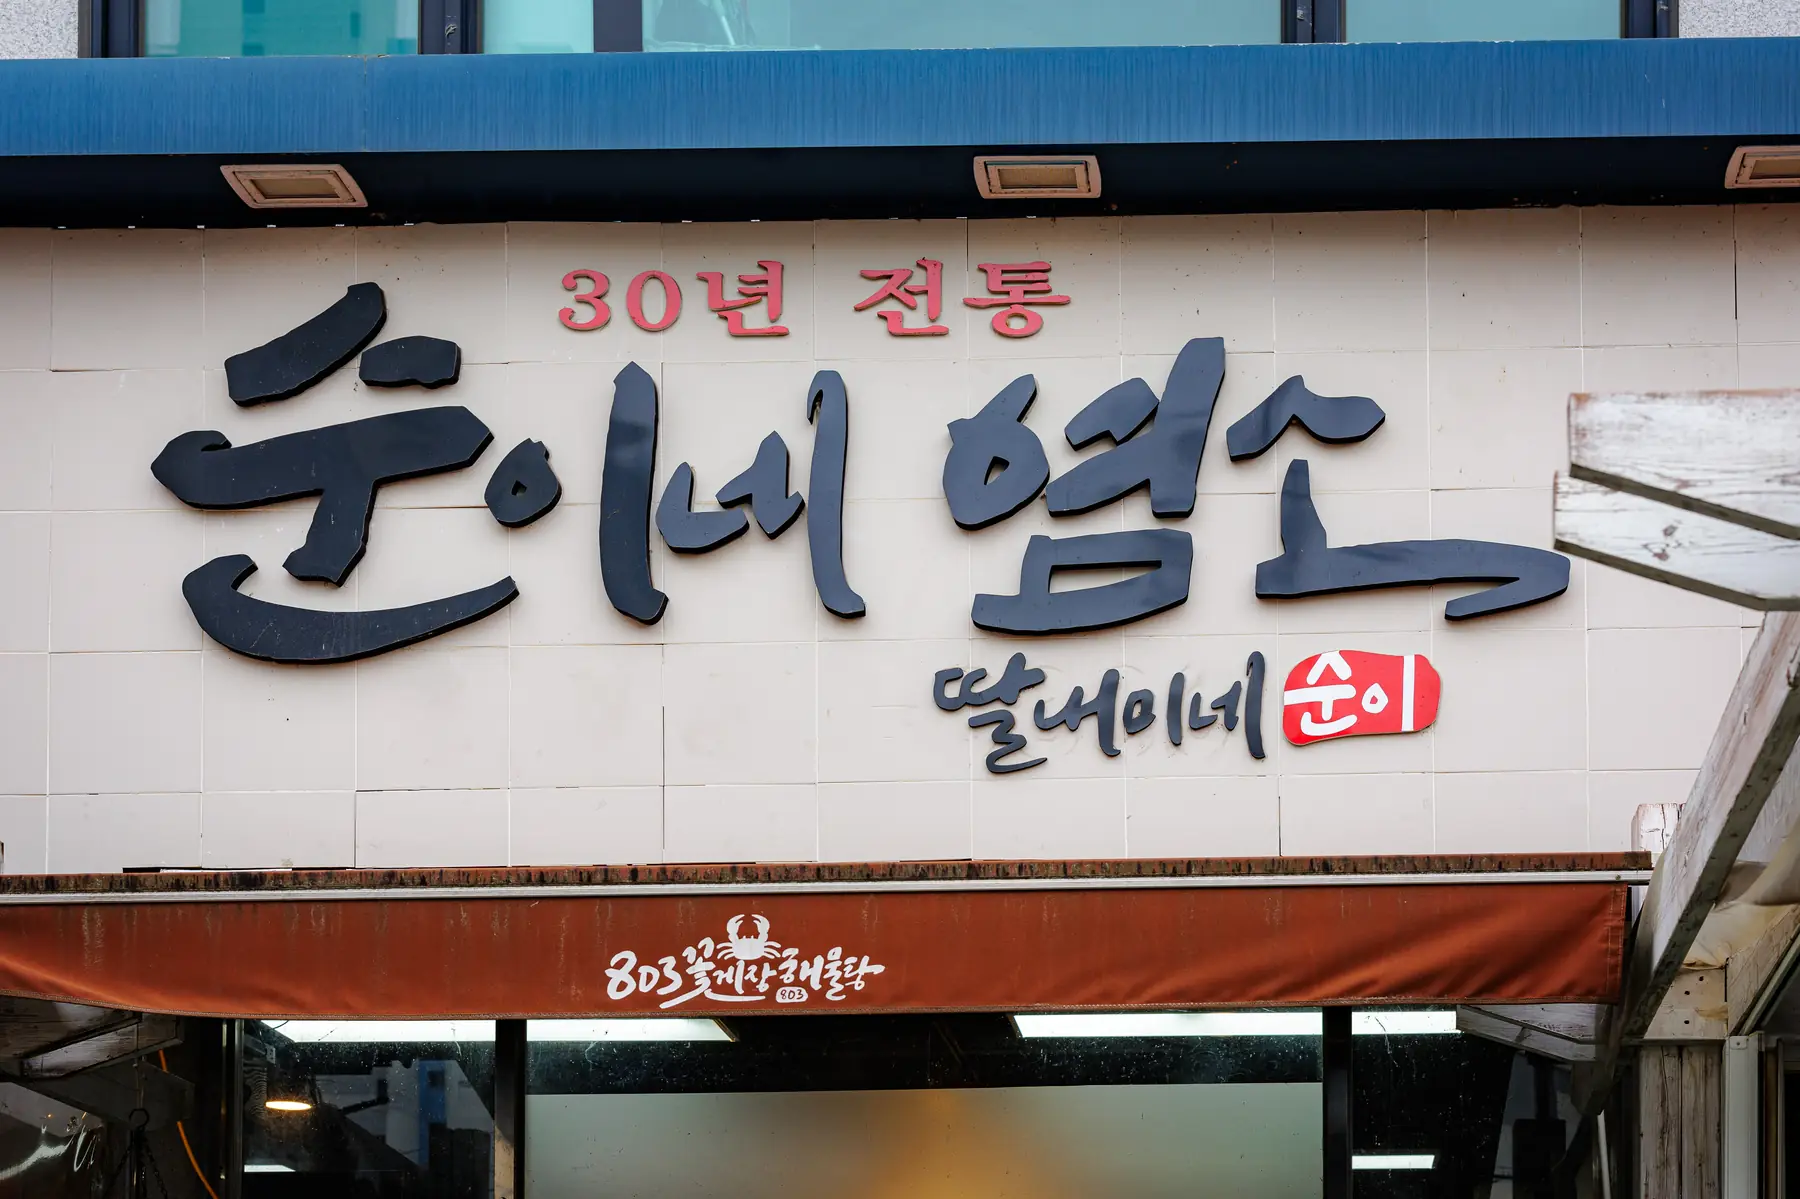 30년 전통
순이네 염소
딸내미네 순이
803꽃게장 해물탕
803